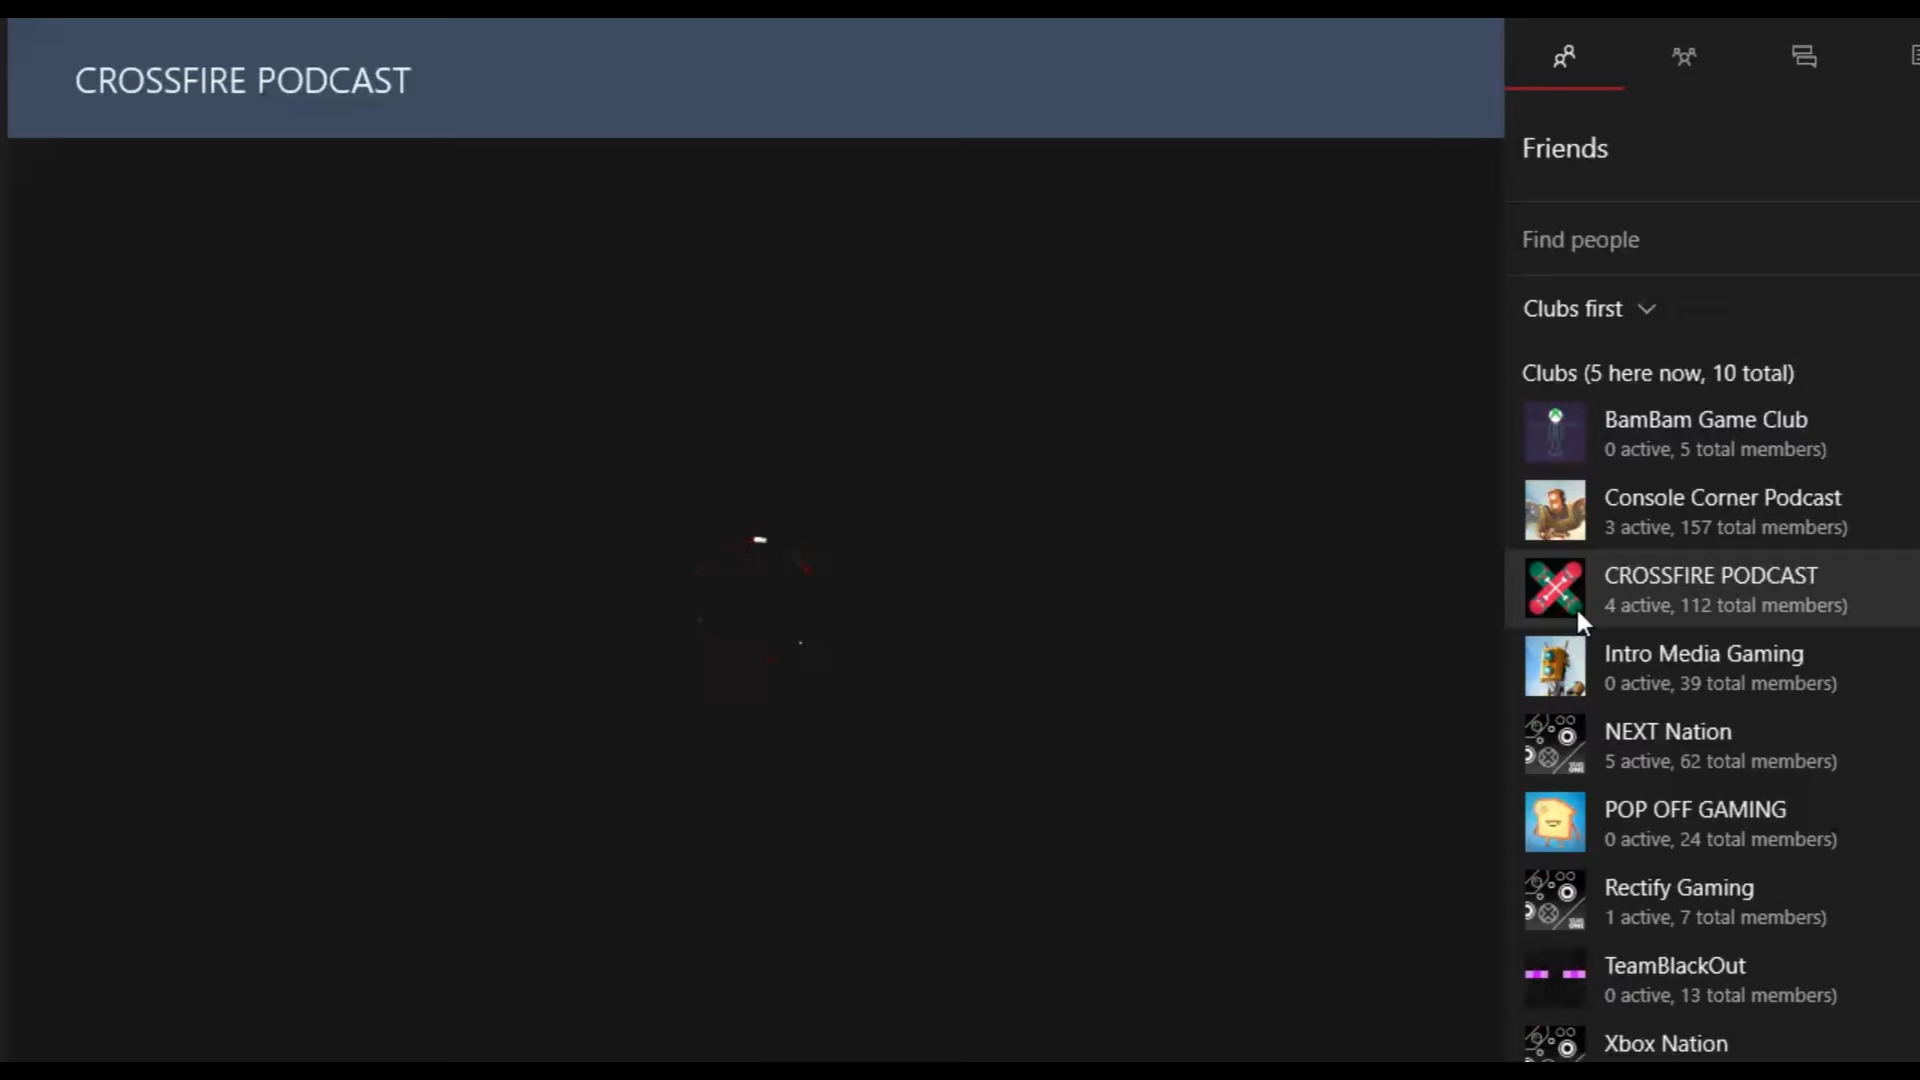 CROSSFIRE PODCAST
Friends
Find people
Clubs first
Clubs (5 here now, 10 total)
BamBam Game Club
0 active, 5 total members)
Console Corner Podcast
3 active, 157 total members)
CROSSFIRE PODCAST
4 active, 112 total members)
Intro Media Gaming
0 active, 39 total members)
NEXT Nation
5 active, 62 total members)
POP OFF GAMING
0 active, 24 total members)
Rectify Gaming
1 active, 7 total members)
TeamBlackOut
0 active, 13 total members)
Xbox Nation